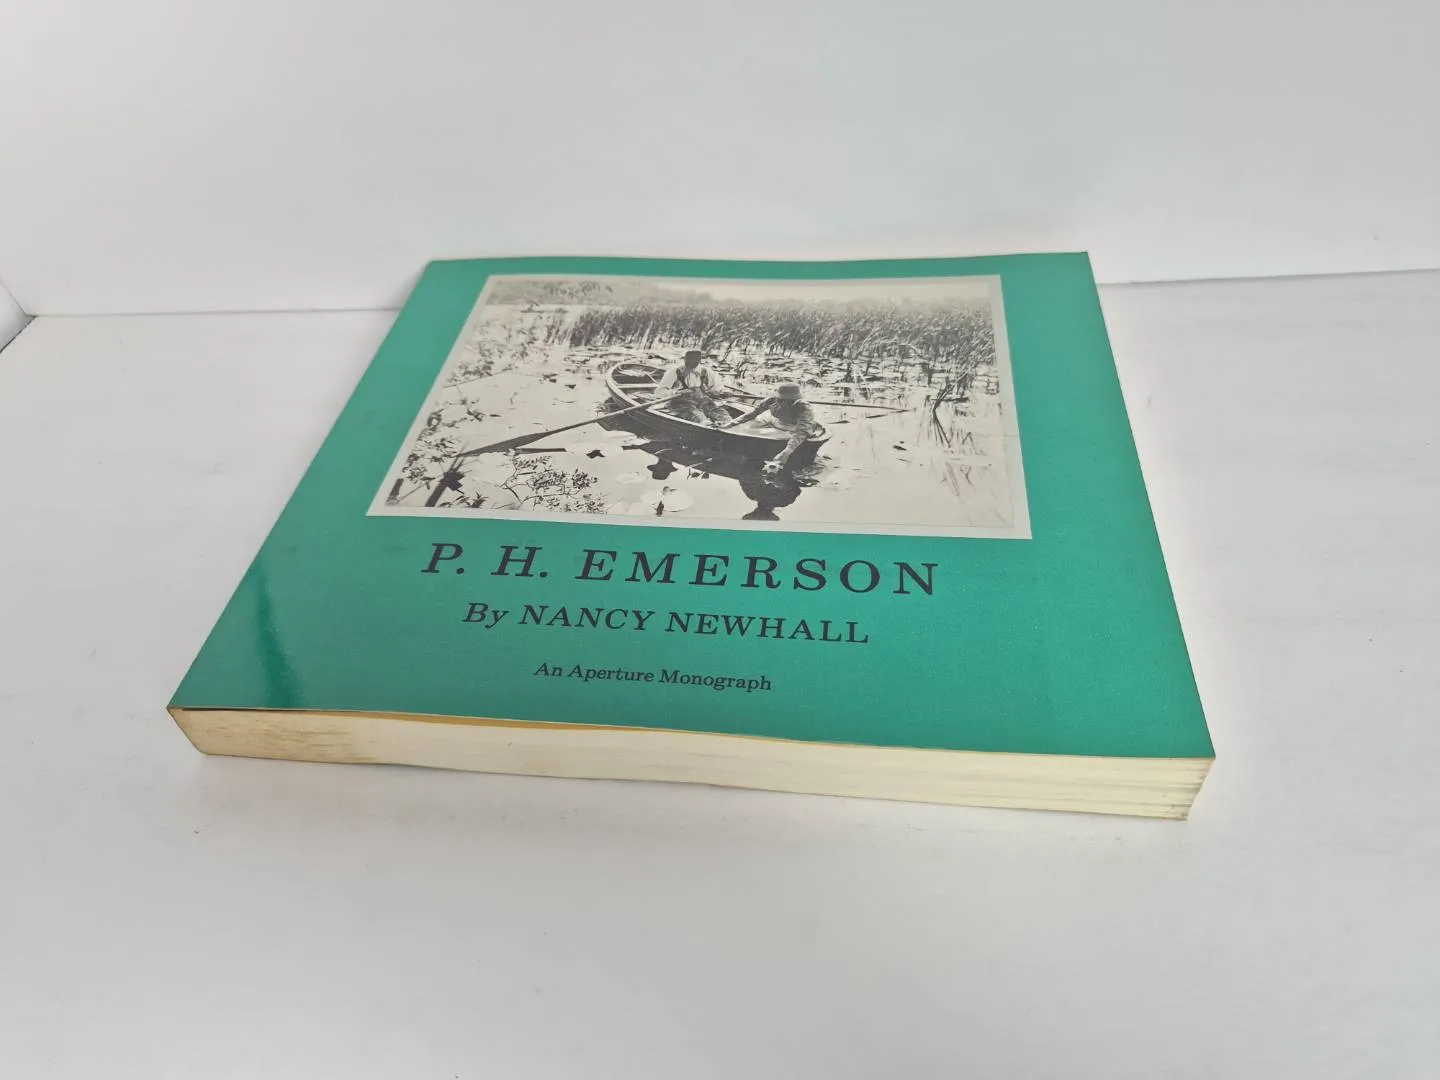 P. H. EMERSON
By NANCY NEWHALL
An Aperture Monograph